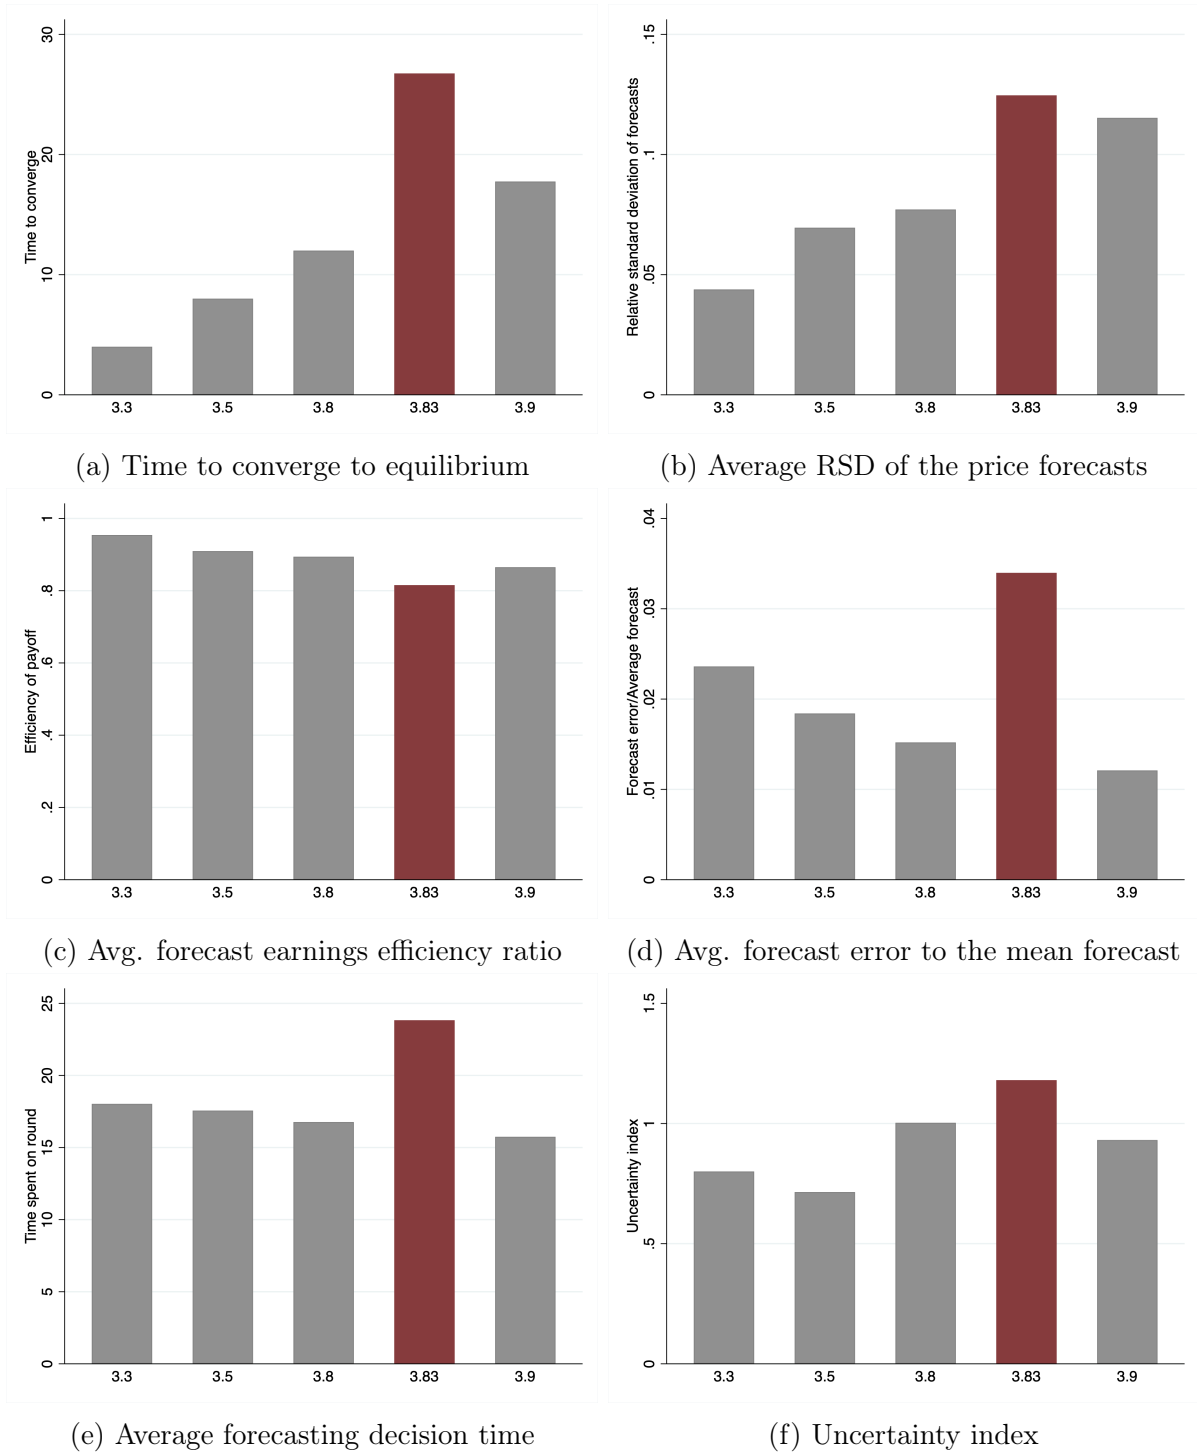 Time to converge
30
20
10
0
3.3 3.5 3.8 3.83 3.9
(a) Time to converge to equilibrium
Relative standard deviation of forecasts
.15
.1
.05
0
3.3 3.5 3.8 3.83 3.9
(b) Average RSD of the price forecasts
Efficiency of payoff
1
.8
.6
.4
.2
0
3.3 3.5 3.8 3.83 3.9
(c) Avg. forecast earnings efficiency ratio
Forecast error/Average forecast
.04
.03
.02
.01
0
3.3 3.5 3.8 3.83 3.9
(d) Avg. forecast error to the mean forecast
Time spent on round
25
20
15
10
5
0
3.3 3.5 3.8 3.83 3.9
(e) Average forecasting decision time
Uncertainty index
1.5
1
.5
0
3.3 3.5 3.8 3.83 3.9
(f) Uncertainty index